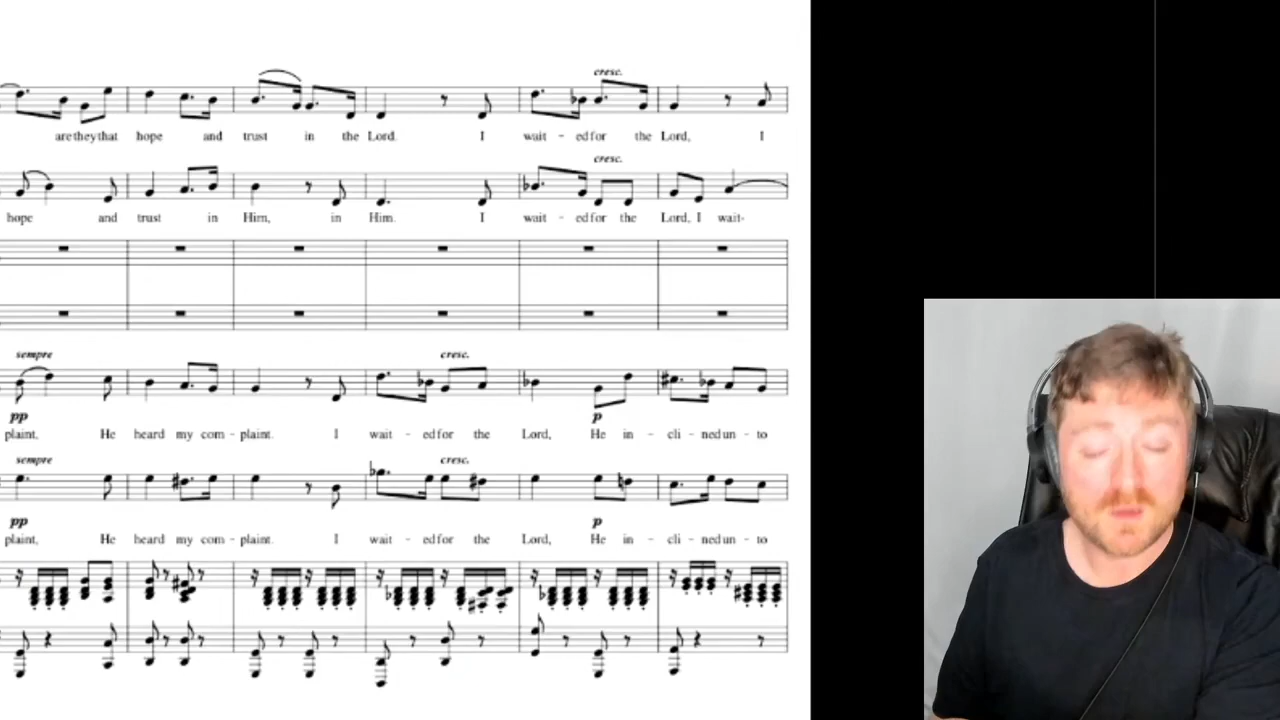 cresc.
are they that hope and trust in the Lord. I wait - ed for the Lord, I
cresc.
hope and trust in Him, in Him. I wait - ed for the Lord, I wait-
sempre cresc.
pp p
plaint, He heard my com - plaint. I wait - ed for the Lord, He in - cli - ned un - to
sempre cresc.
pp p
plaint, He heard my com - plaint. I wait - ed for the Lord, He in - cli - ned un - to